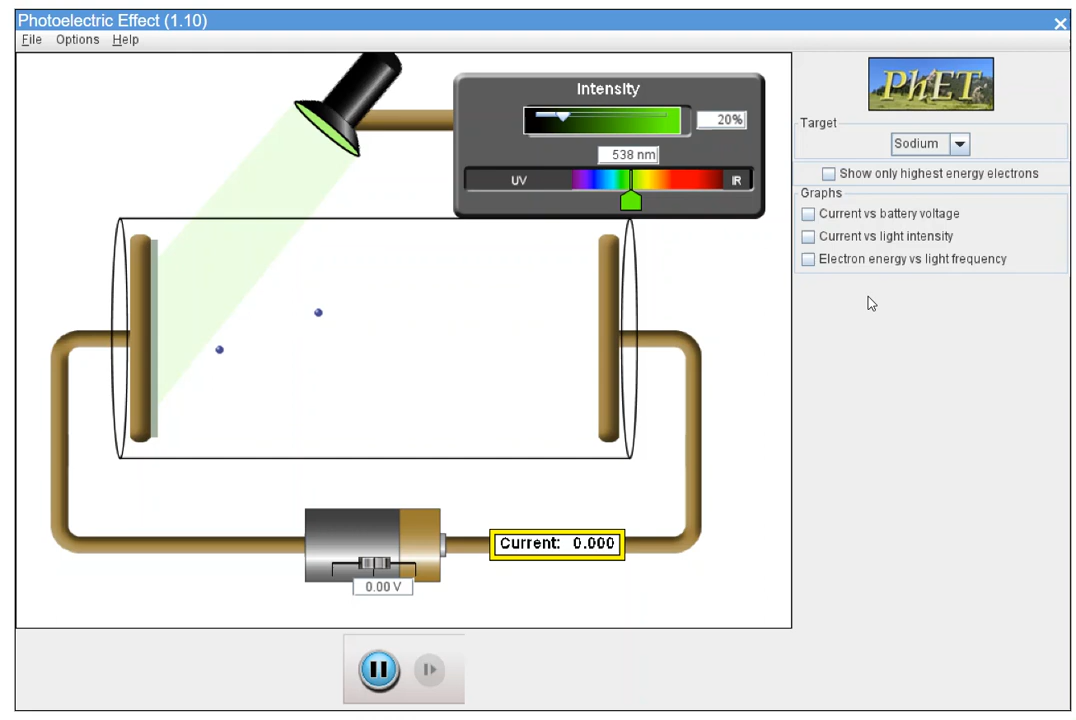 Photoelectric Effect (1.10)
File Options Help
PhET
Intensity
20%
538 nm
UV
IR
Target
Sodium
Show only highest energy electrons
Graphs
Current vs battery voltage
Current vs light intensity
Electron energy vs light frequency
Current: 0.000
0.00 V